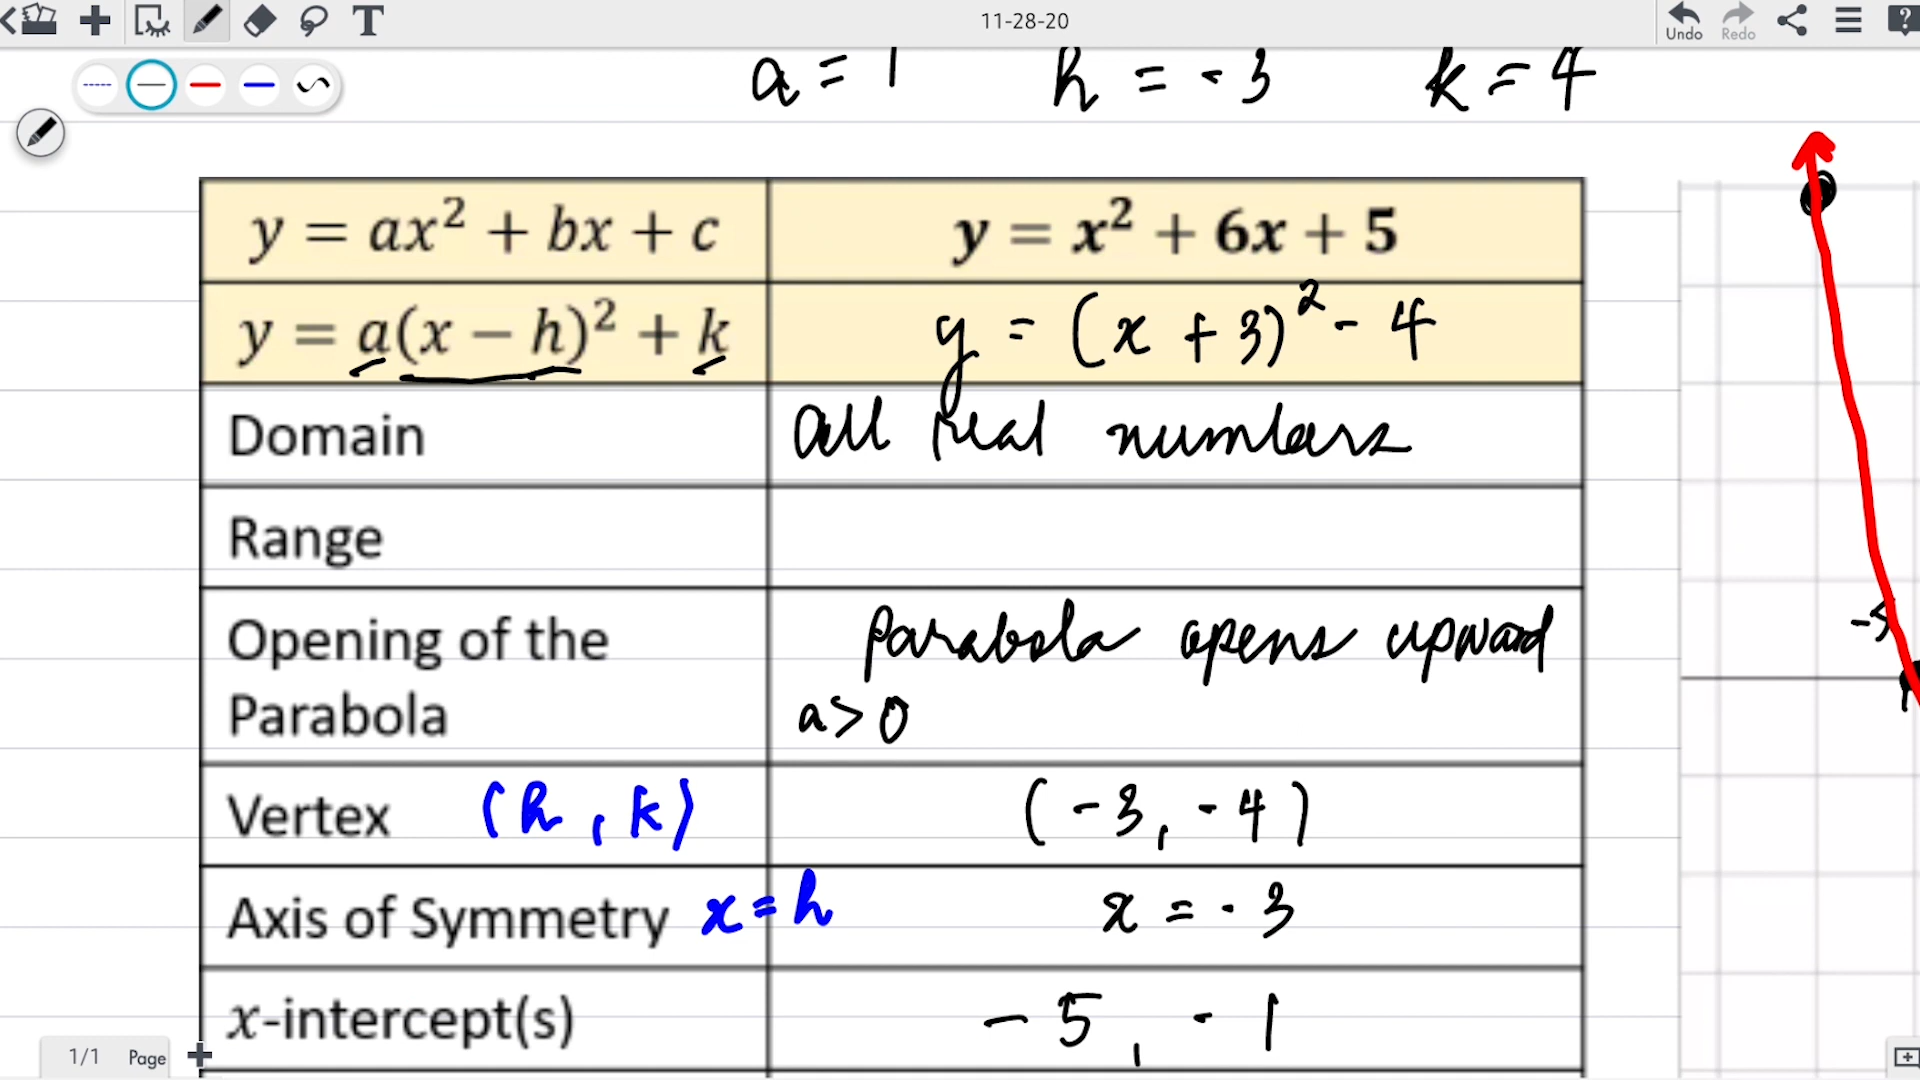 11-28-20
Undo Redo
a = 1 h = -3 k = 4
y = ax² + bx + c y = x² + 6x + 5
y = a(x − h)² + k y = (x + 3)² - 4
Domain all real numbers
Range
Opening of the Parabola parabola opens upward
a > 0
-5
Vertex (h, k) (-3, -4)
Axis of Symmetry x = h x = -3
x-intercept(s) -5, -1
1/1 Page